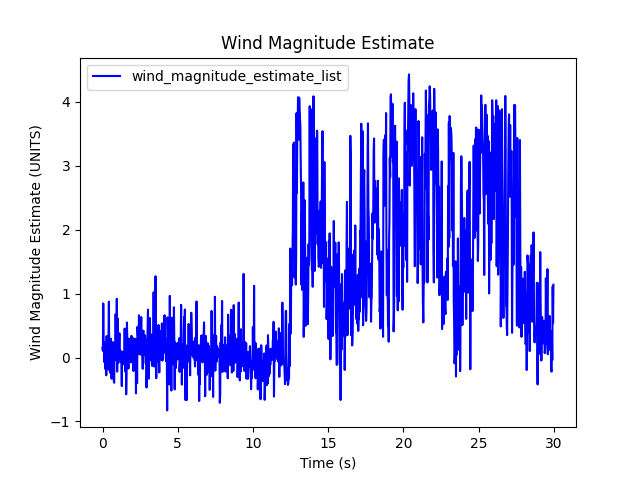 Wind Magnitude Estimate
wind_magnitude_estimate_list
Wind Magnitude Estimate (UNITS)
4
3
2
1
0
−1
0 5 10 15 20 25 30
Time (s)